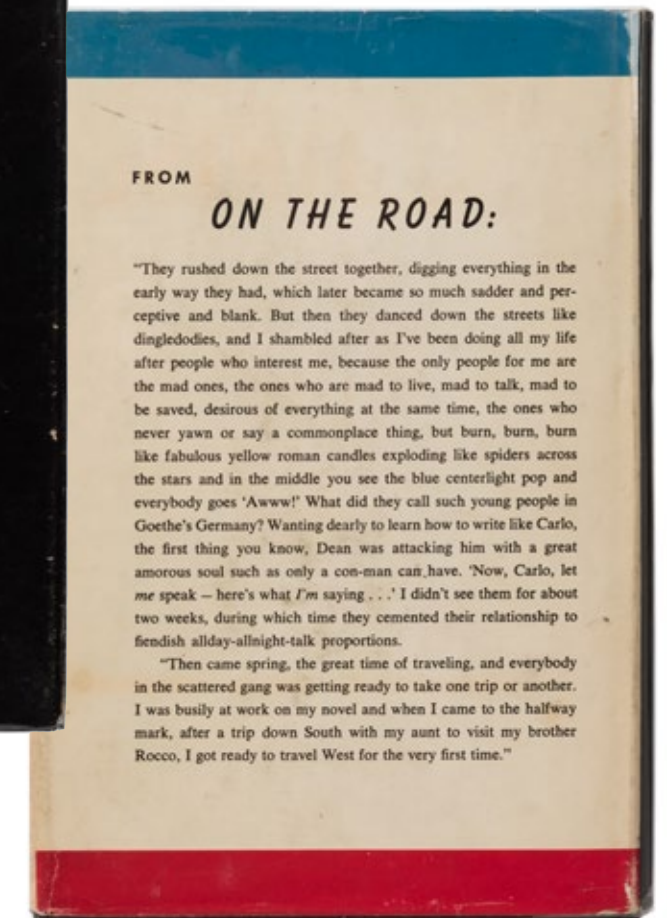 FROM
ON THE ROAD:
“They rushed down the street together, digging everything in the
early way they had, which later became so much sadder and per-
ceptive and blank. But then they danced down the streets like
dingledodies, and I shambled after as I’ve been doing all my life
after people who interest me, because the only people for me are
the mad ones, the ones who are mad to live, mad to talk, mad to
be saved, desirous of everything at the same time, the ones who
never yawn or say a commonplace thing, but burn, burn, burn
like fabulous yellow roman candles exploding like spiders across
the stars and in the middle you see the blue centerlight pop and
everybody goes ‘Awww!’ What did they call such young people in
Goethe’s Germany? Wanting dearly to learn how to write like Carlo,
the first thing you know, Dean was attacking him with a great
amorous soul such as only a con-man can have. ‘Now, Carlo, let
me speak — here’s what I’m saying . . .’ I didn’t see them for about
two weeks, during which time they cemented their relationship to
fiendish allday-allnight-talk proportions.
“Then came spring, the great time of traveling, and everybody
in the scattered gang was getting ready to take one trip or another.
I was busily at work on my novel and when I came to the halfway
mark, after a trip down South with my aunt to visit my brother
Rocco, I got ready to travel West for the very first time.”